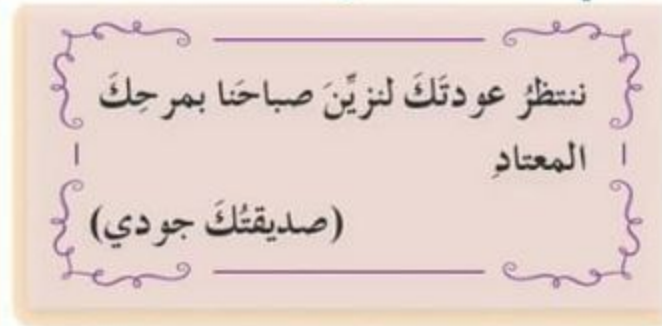 ننتظرُ عودتَكَ لنزيِّنَ صباحَنا بمرحِكَ
المعتادِ
(صديقتُكَ جودي)